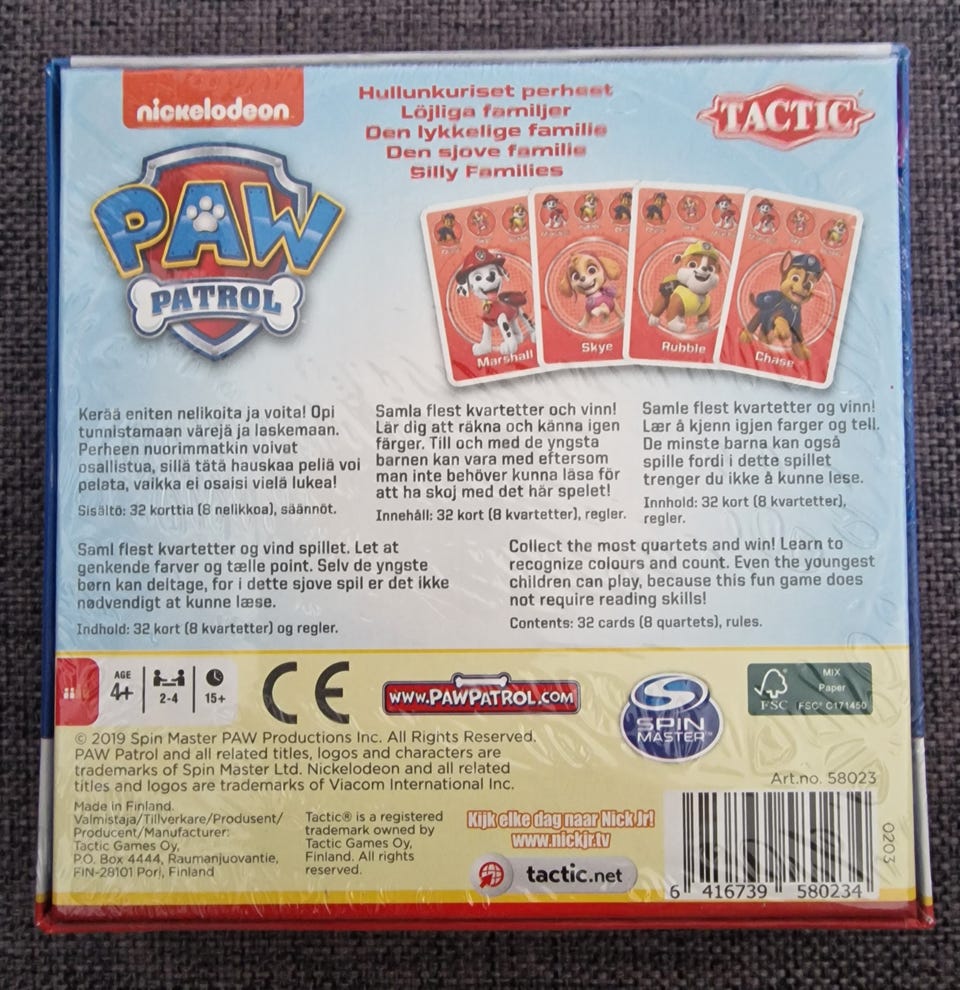 nickelodeon
Hullunkuriset perheet
Löjliga familjer
Den lykkelige familie
Den sjove familie
Silly Families
TACTIC
PAW
PATROL
Marshall
Skye
Rubble
Chase
Kerää eniten nelikoita ja voita! Opi
tunnistamaan värejä ja laskemaan.
Perheen nuorimmatkin voivat
osallistua, sillä tätä hauskaa peliä voi
pelata, vaikka ei osaisi vielä lukea!
Sisältö: 32 korttia (8 nelikkoa), säännöt.
Samla flest kvartetter och vinn!
Lär dig att räkna och känna igen
färger. Till och med de yngsta
barnen kan vara med eftersom
man inte behöver kunna läsa för
att ha skoj med det här spelet!
Innehåll: 32 kort (8 kvartetter), regler.
Samle flest kvartetter og vinn!
Lær å kjenn igjen farger og tell.
De minste barna kan også
spille fordi i dette spillet
trenger du ikke å kunne lese.
Innhold: 32 kort (8 kvartetter),
regler.
Saml flest kvartetter og vind spillet. Let at
genkende farver og tælle point. Selv de yngste
børn kan deltage, for i dette sjove spil er det ikke
nødvendigt at kunne læse.
Indhold: 32 kort (8 kvartetter) og regler.
Collect the most quartets and win! Learn to
recognize colours and count. Even the youngest
children can play, because this fun game does
not require reading skills!
Contents: 32 cards (8 quartets), rules.
AGE
4+
2-4
15+
CE
www.PAWPATROL.COM
SPIN
MASTER™
FSC
MIX
Paper
FSC® C171450
© 2019 Spin Master PAW Productions Inc. All Rights Reserved.
PAW Patrol and all related titles, logos and characters are
trademarks of Spin Master Ltd. Nickelodeon and all related
titles and logos are trademarks of Viacom International Inc.
Art.no. 58023
Made in Finland.
Valmistaja/Tillverkare/Produsent/
Producent/Manufacturer:
Tactic Games Oy,
P.O. Box 4444, Raumanjuovantie,
FIN-28101 Pori, Finland
Tactic® is a registered
trademark owned by
Tactic Games Oy,
Finland. All rights
reserved.
Kijk elke dag naar Nick Jr!
www.nickjr.tv
tactic.net
6 416739 580234
0203